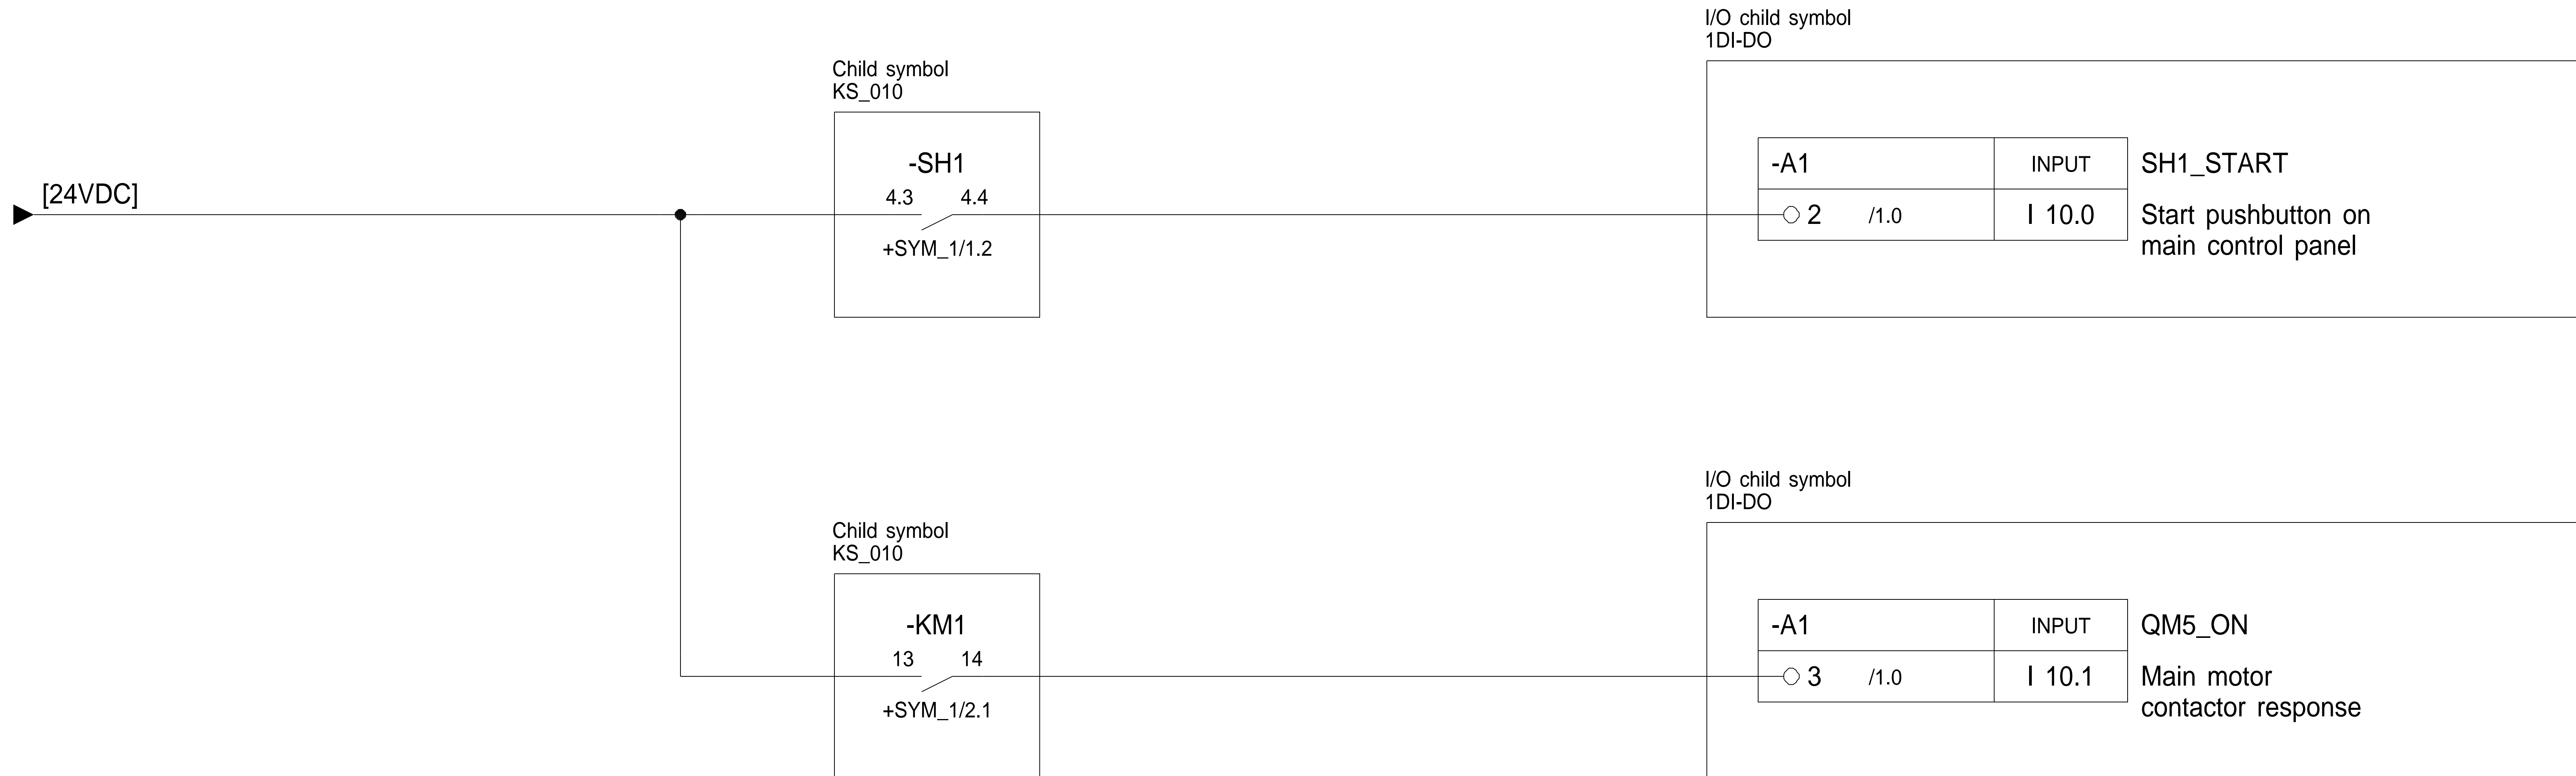 I/O child symbol
1DI-DO
Child symbol
KS_010
-SH1
-A1 INPUT SH1_START
[24VDC]
4.3 4.4
2 /1.0 I 10.0 Start pushbutton on
main control panel
+SYM_1/1.2
I/O child symbol
1DI-DO
Child symbol
KS_010
-KM1
-A1 INPUT QM5_ON
13 14
3 /1.0 I 10.1 Main motor
contactor response
+SYM_1/2.1